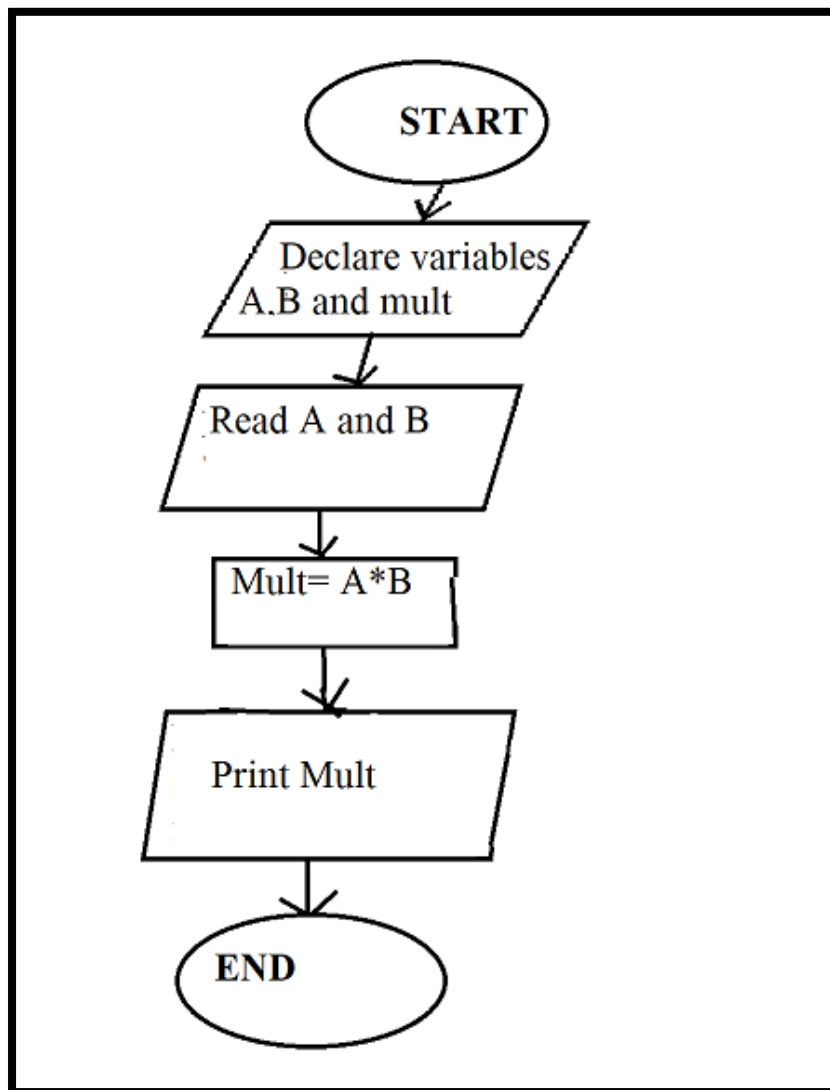 START
Declare variables
A.B and mult
Read A and B
Mult= A*B
Print Mult
END